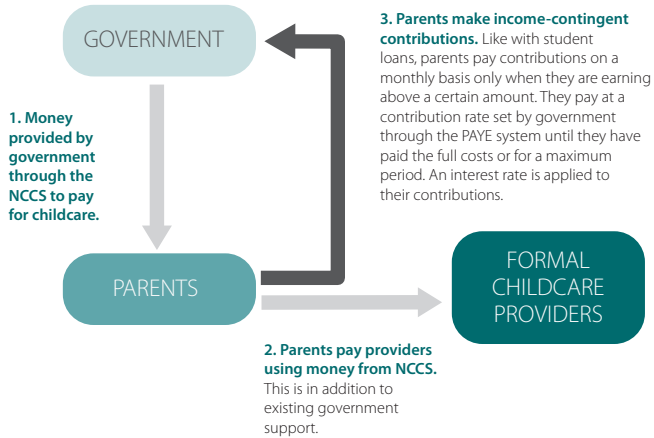 GOVERNMENT
1. Money
provided by
government
through the
NCCS to pay
for childcare.
3. Parents make income-contingent
contributions. Like with student
loans, parents pay contributions on a
monthly basis only when they are earning
above a certain amount. They pay at a
contribution rate set by government
through the PAYE system until they have
paid the full costs or for a maximum
period. An interest rate is applied to
their contributions.
PARENTS
FORMAL
CHILDCARE
PROVIDERS
2. Parents pay providers
using money from NCCS.
This is in addition to
existing government
support.